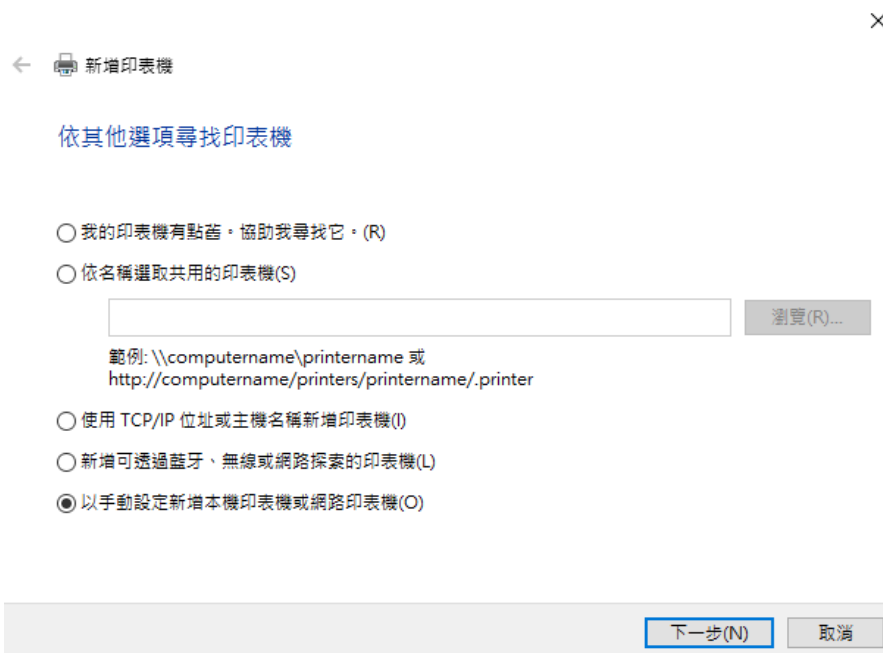 新增印表機
依其他選項尋找印表機
我的印表機有點舊。協助我尋找它。(R)
依名稱選取共用的印表機(S)
瀏覽(R)...
範例: \\computername\printername 或
http://computername/printers/printername/.printer
使用 TCP/IP 位址或主機名稱新增印表機(I)
新增可透過藍牙、無線或網路探索的印表機(L)
以手動設定新增本機印表機或網路印表機(O)
下一步(N)
取消